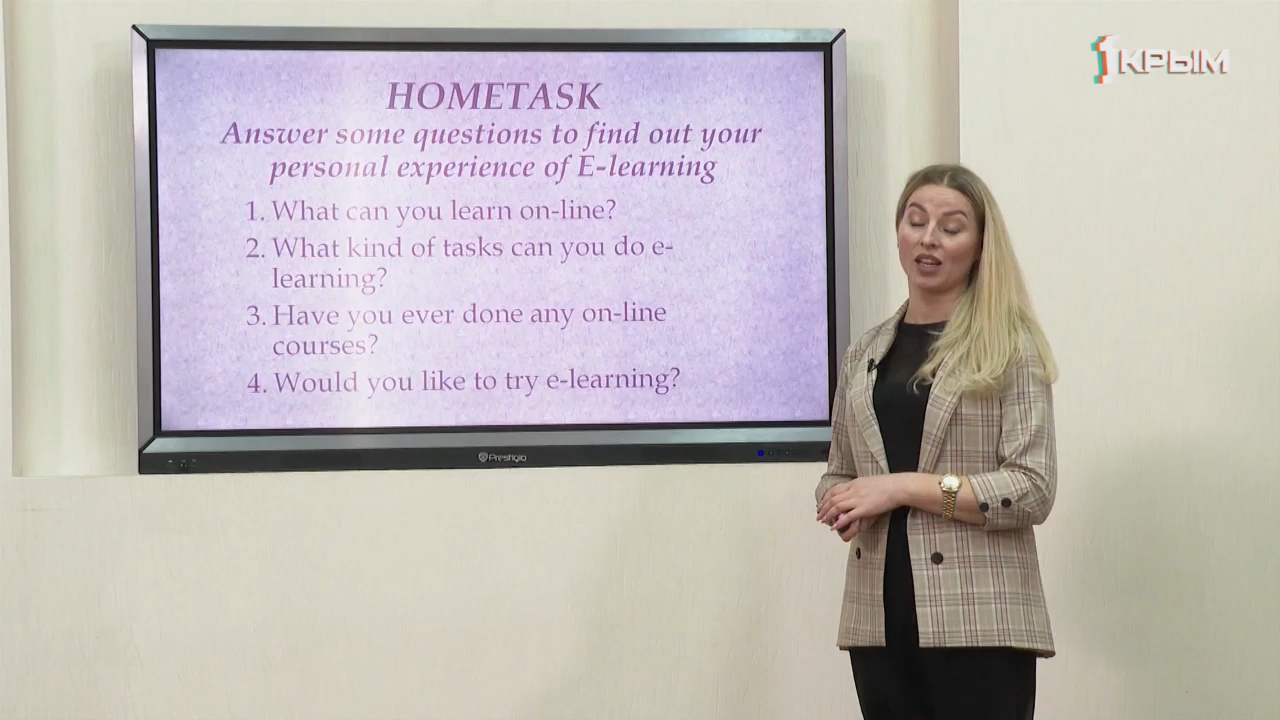 1 КРЫМ
HOMETASK
Answer some questions to find out your
personal experience of E-learning
1. What can you learn on-line?
2. What kind of tasks can you do e-
learning?
3. Have you ever done any on-line
courses?
4. Would you like to try e-learning?
Prestigio